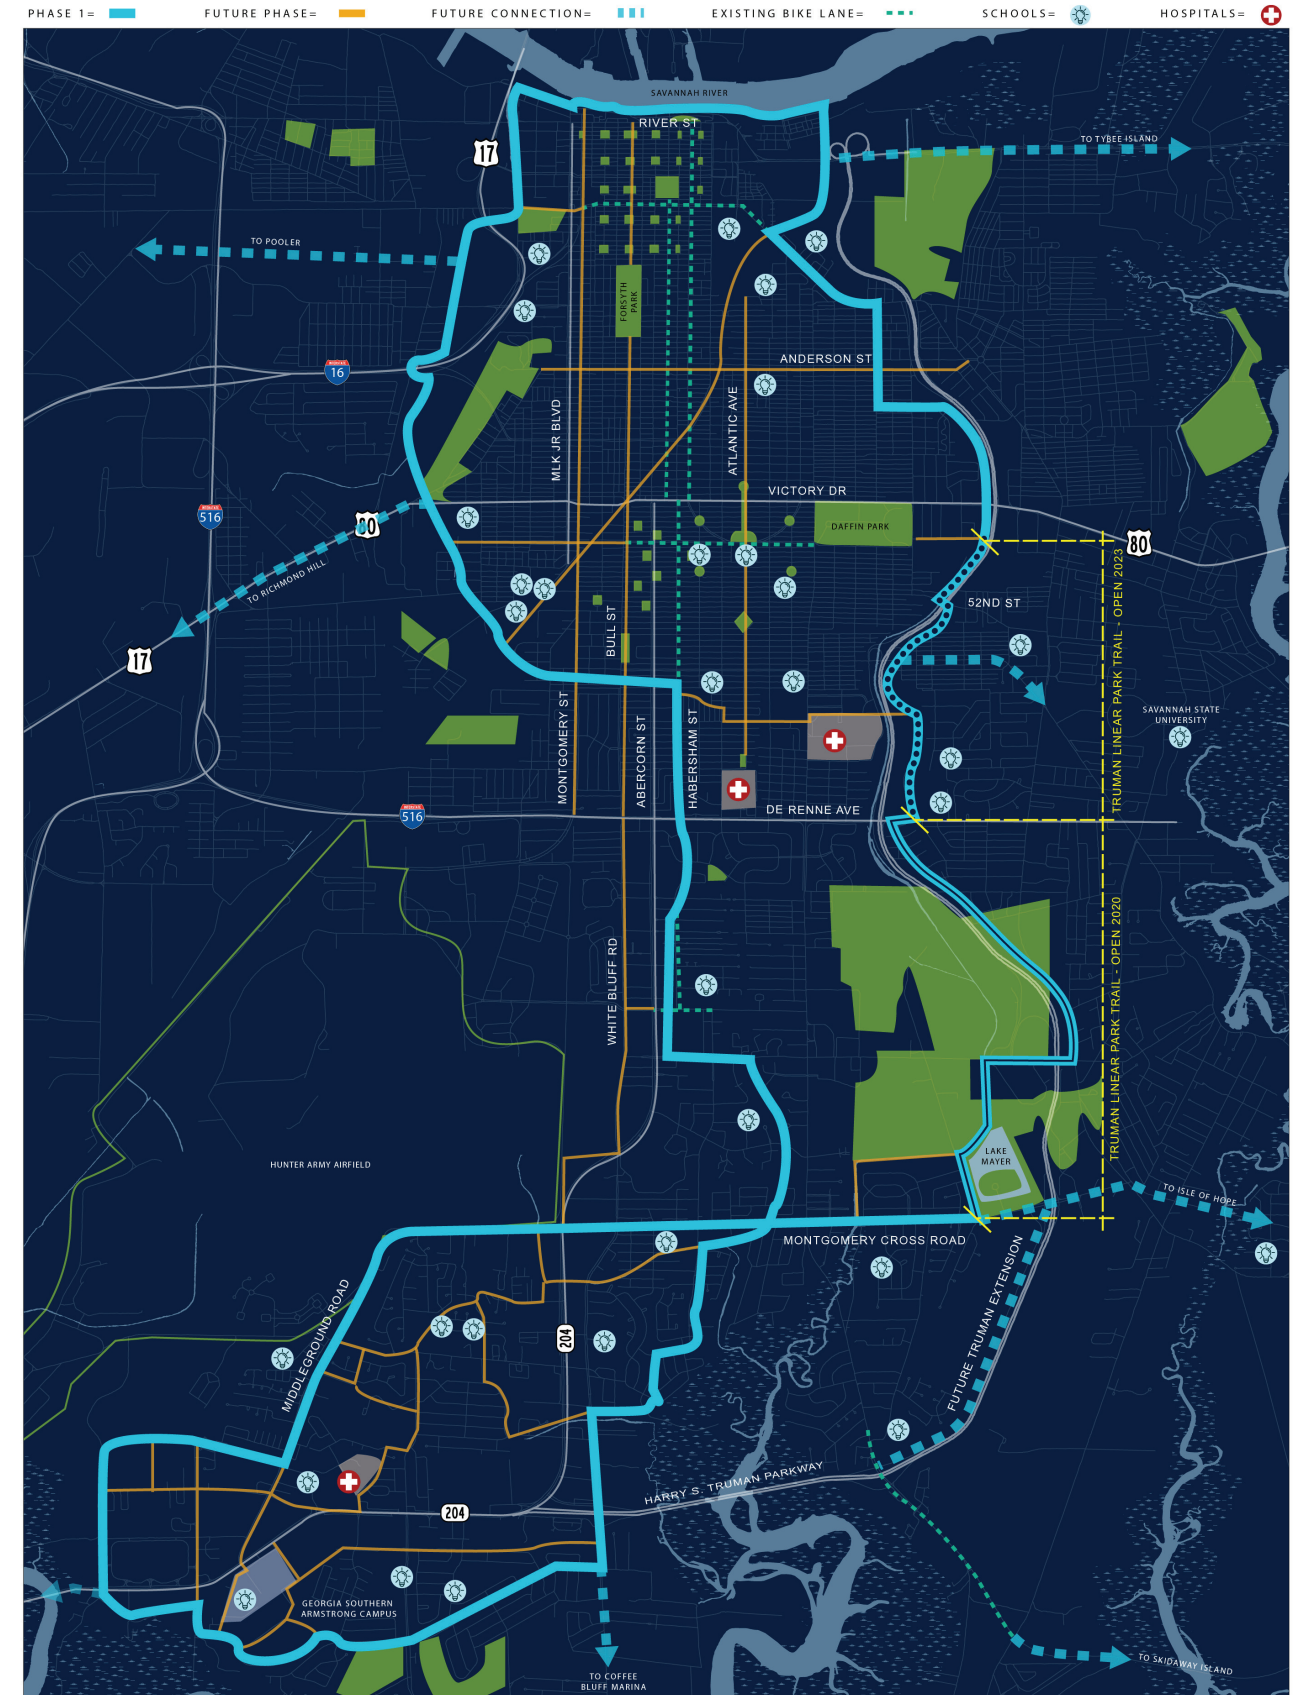 PHASE 1=
FUTURE PHASE=
FUTURE CONNECTION=
EXISTING BIKE LANE=
SCHOOLS=
HOSPITALS=
SAVANNAH RIVER
RIVER ST
17
TO TYBEE ISLAND
TO POOLER
FORSYTH
PARK
ANDERSON ST
16
MLK JR BLVD
ATLANTIC AVE
VICTORY DR
516
80
DAFFIN PARK
80
TO RICHMOND HILL
52ND ST
BULL ST
17
TRUMAN LINEAR PARK TRAIL - OPEN 2023
SAVANNAH STATE
UNIVERSITY
MONTGOMERY ST
ABERCORN ST
HABERSHAM ST
DE RENNE AVE
516
WHITE BLUFF RD
TRUMAN LINEAR PARK TRAIL - OPEN 2020
HUNTER ARMY AIRFIELD
LAKE
MAYER
TO ISLE OF HOPE
MONTGOMERY CROSS ROAD
MIDDLEGROUND ROAD
204
FUTURE TRUMAN EXTENSION
HARRY S. TRUMAN PARKWAY
204
GEORGIA SOUTHERN
ARMSTRONG CAMPUS
TO COFFEE
BLUFF MARINA
TO SKIDAWAY ISLAND